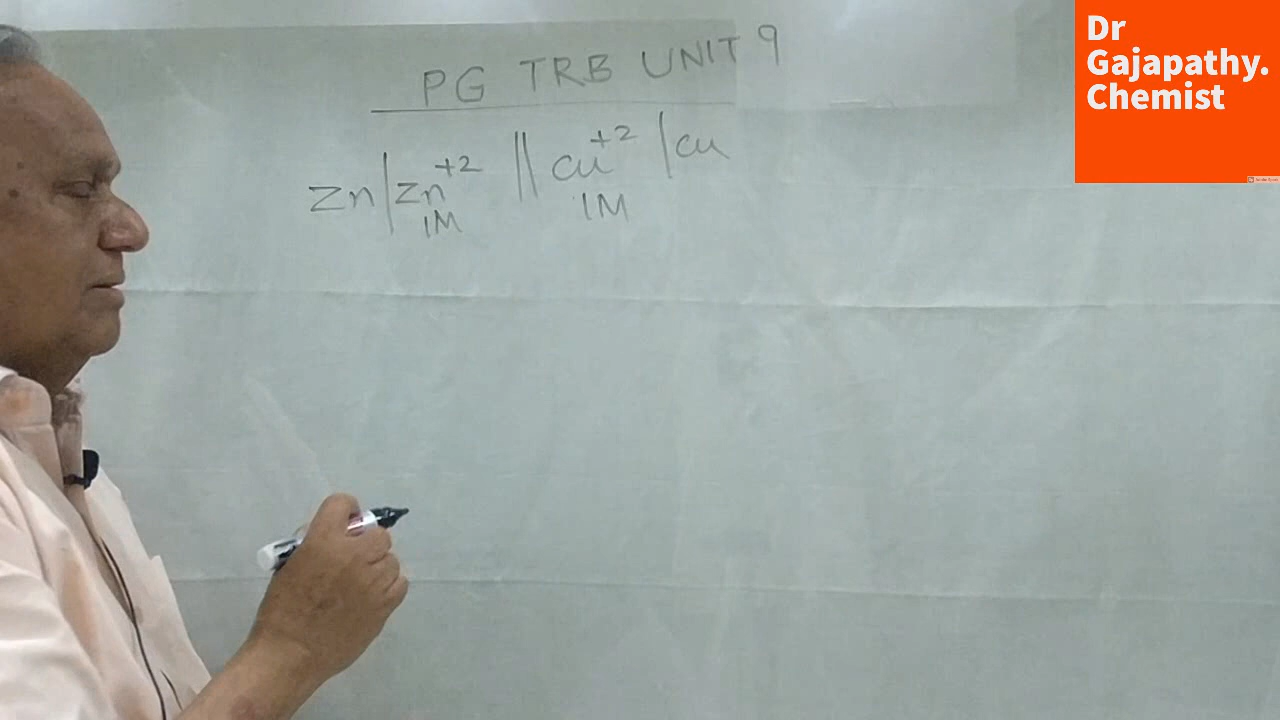 PG TRB UNIT 9
Zn | Zn⁺² || Cu⁺² | Cu
1M 1M
Dr
Gajapathy.
Chemist